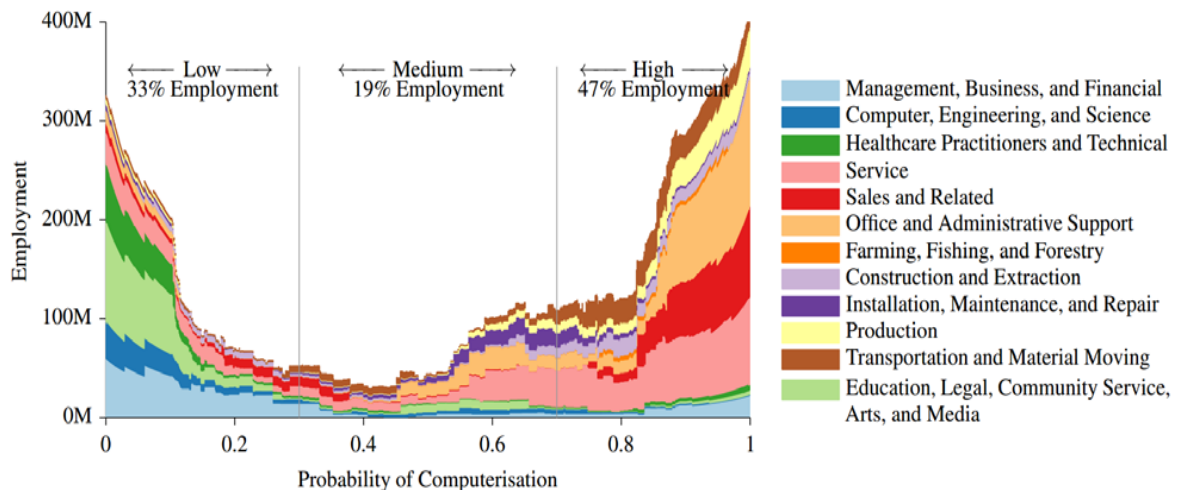 400M
300M
200M
100M
0M
Employment
← Low →
33% Employment
← Medium →
19% Employment
← High →
47% Employment
0
0.2
0.4
0.6
0.8
1
Probability of Computerisation
Management, Business, and Financial
Computer, Engineering, and Science
Healthcare Practitioners and Technical
Service
Sales and Related
Office and Administrative Support
Farming, Fishing, and Forestry
Construction and Extraction
Installation, Maintenance, and Repair
Production
Transportation and Material Moving
Education, Legal, Community Service,
Arts, and Media